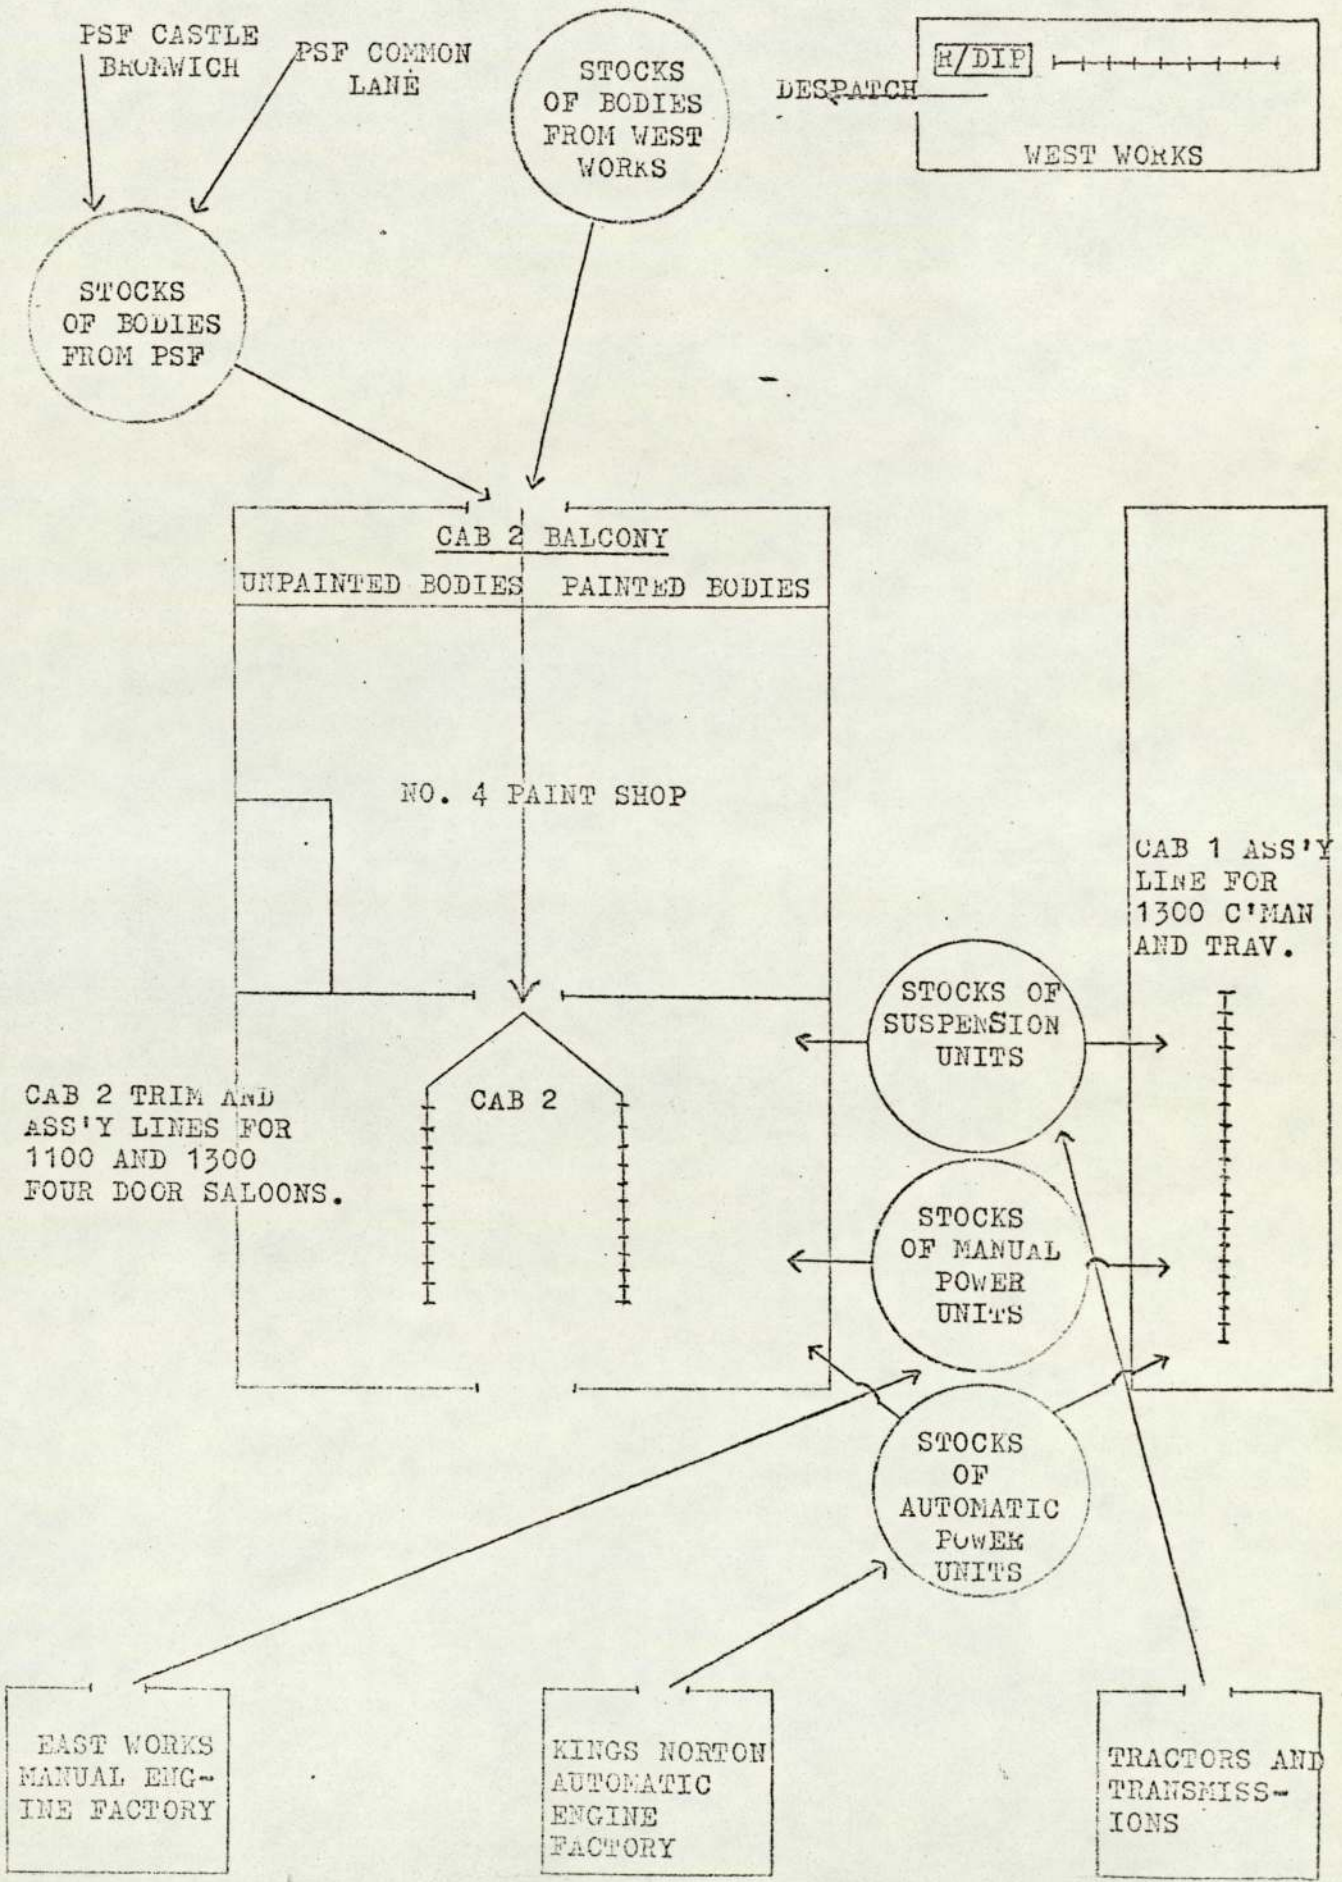 PSF CASTLE
BROMWICH
PSF COMMON
LANE
STOCKS
OF BODIES
FROM WEST
WORKS
DESPATCH
R/DIP
WEST WORKS
STOCKS
OF BODIES
FROM PSF
CAB 2 BALCONY
UNPAINTED BODIES
PAINTED BODIES
NO. 4 PAINT SHOP
CAB 1 ASS'Y
LINE FOR
1300 C'MAN
AND TRAV.
STOCKS OF
SUSPENSION
UNITS
CAB 2 TRIM AND
ASS'Y LINES FOR
1100 AND 1300
FOUR DOOR SALOONS.
CAB 2
STOCKS
OF MANUAL
POWER
UNITS
STOCKS
OF
AUTOMATIC
POWER
UNITS
EAST WORKS
MANUAL ENG-
INE FACTORY
KINGS NORTON
AUTOMATIC
ENGINE
FACTORY
TRACTORS AND
TRANSMISS-
IONS